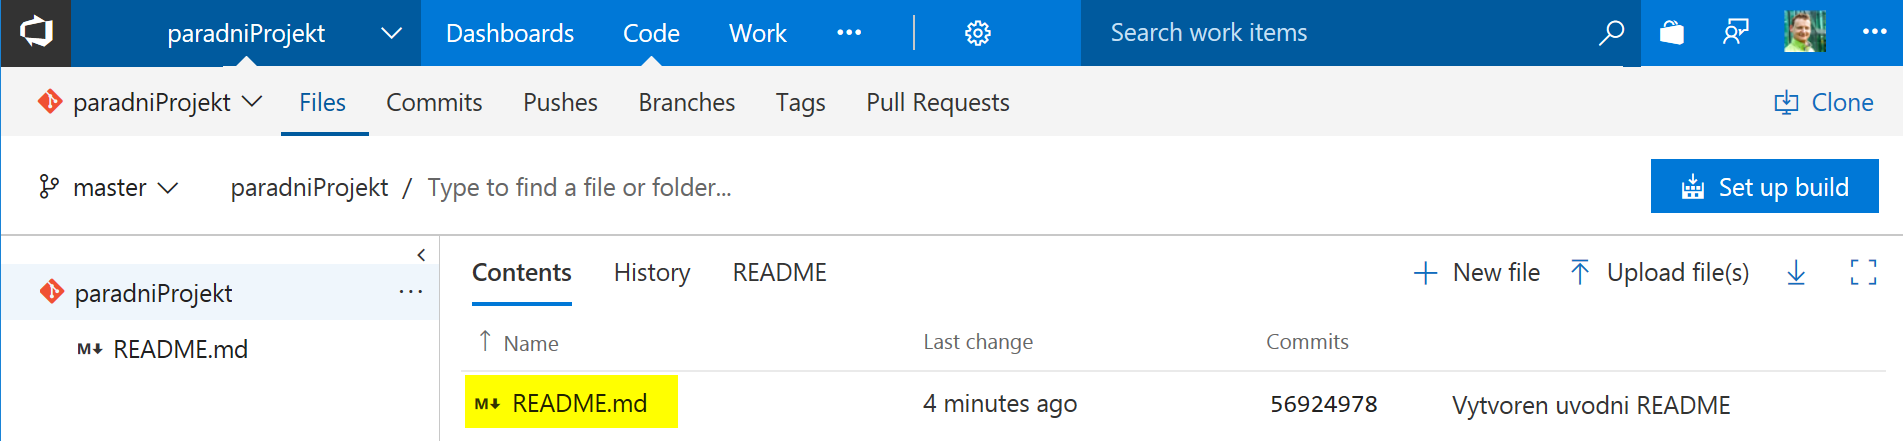 paradniProjekt Dashboards Code Work ••• Search work items •••
paradniProjekt Files Commits Pushes Branches Tags Pull Requests Clone
master paradniProjekt / Type to find a file or folder... Set up build
paradniProjekt ...
README.md
Contents History README New file Upload file(s)
Name Last change Commits
M README.md 4 minutes ago 56924978 Vytvoren uvodni README